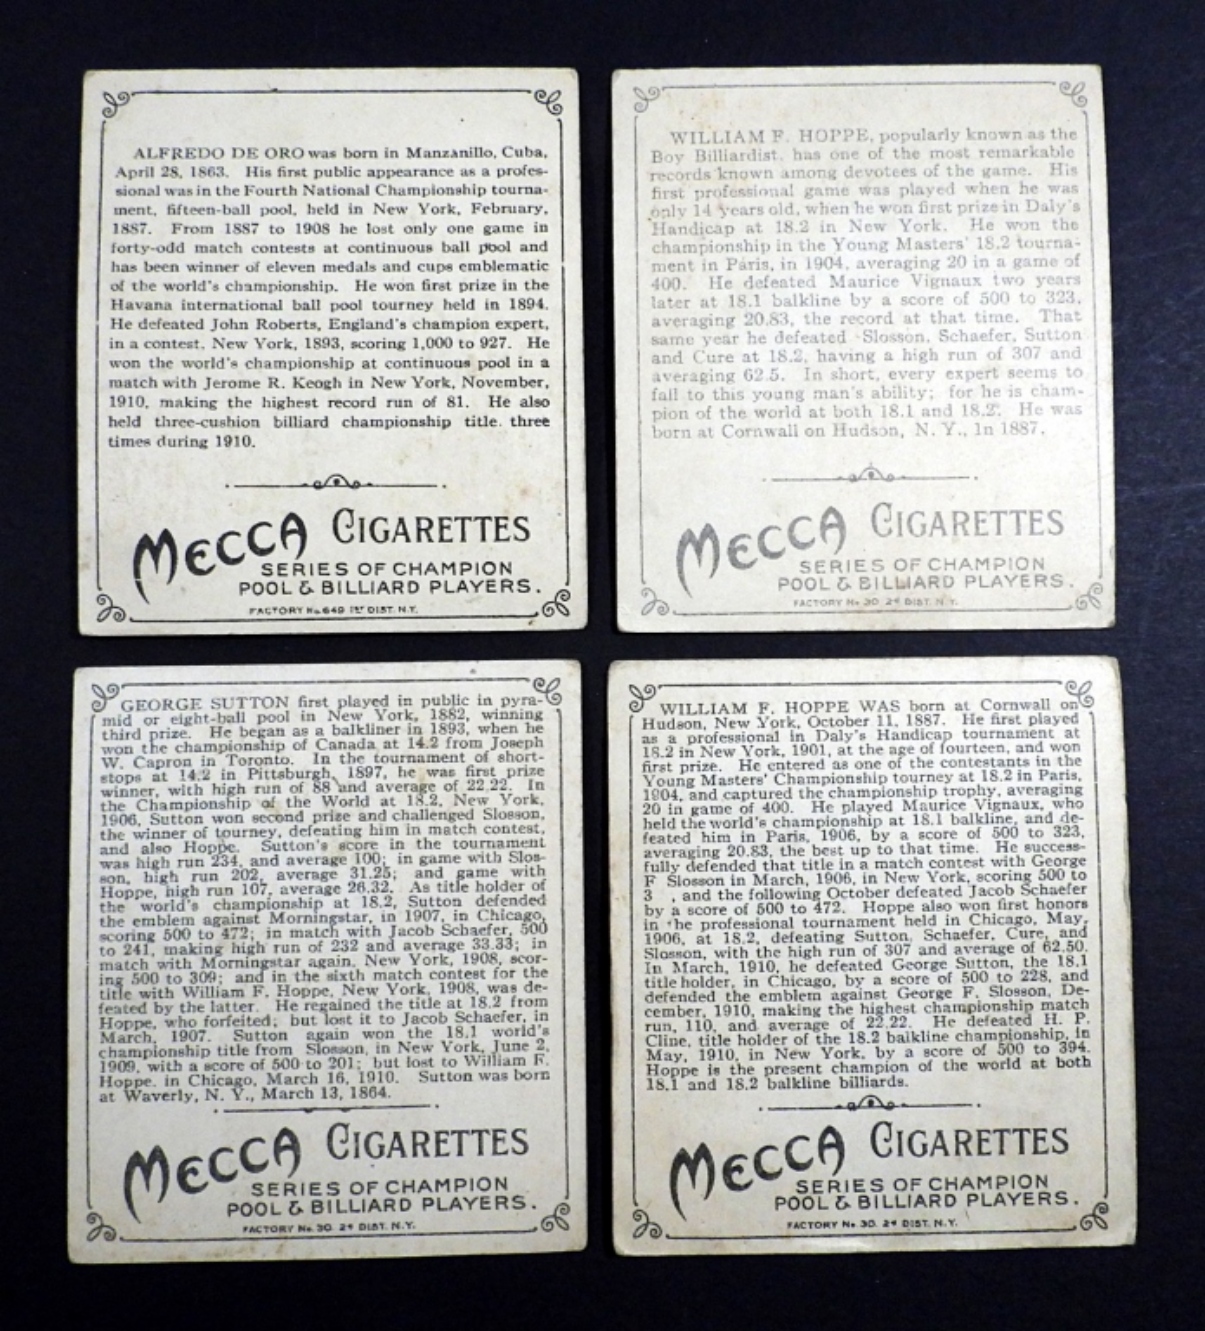 ALFREDO DE ORO was born in Manzanillo, Cuba,
April 28, 1863. His first public appearance as a profes-
sional was in the Fourth National Championship tourna-
ment, fifteen-ball pool, held in New York, February,
1887. From 1887 to 1908 he lost only one game in
forty-odd match contests at continuous ball pool and
has been winner of eleven medals and cups emblematic
of the world's championship. He won first prize in the
Havana international ball pool tourney held in 1894.
He defeated John Roberts, England's champion expert,
in a contest, New York, 1893, scoring 1,000 to 927. He
won the world's championship at continuous pool in a
match with Jerome R. Keogh in New York, November,
1910, making the highest record run of 81. He also
held three-cushion billiard championship title three
times during 1910.
MECCA CIGARETTES
SERIES OF CHAMPION
POOL & BILLIARD PLAYERS.
FACTORY No. 649 1ST DIST. N.Y.
WILLIAM F. HOPPE, popularly known as the
Boy Billiardist, has one of the most remarkable
records known among devotees of the game. His
first professional game was played when he was
only 14 years old, when he won first prize in Daly's
Handicap at 18.2 in New York. He won the
championship in the Young Masters' 18.2 tourna-
ment in Paris, in 1904, averaging 20 in a game of
400. He defeated Maurice Vignaux two years
later at 18.1 balkline by a score of 500 to 323,
averaging 20.83, the record at that time. That
same year he defeated Slosson, Schaefer, Sutton
and Cure at 18.2, having a high run of 307 and
averaging 62.5. In short, every expert seems to
fall to this young man's ability; for he is cham-
pion of the world at both 18.1 and 18.2. He was
born at Cornwall on Hudson, N. Y., In 1887.
MECCA CIGARETTES
SERIES OF CHAMPION
POOL & BILLIARD PLAYERS.
FACTORY No. 30 2d DIST. N.Y.
GEORGE SUTTON first played in public in pyra-
mid or eight-ball pool in New York, 1882, winning
third prize. He began as a balkliner in 1893, when he
won the championship of Canada at 14.2 from Joseph
W. Capron in Toronto. In the tournament of short-
stops at 14.2 in Pittsburgh, 1897, he was first prize
winner, with high run of 88 and average of 22.22. In
the Championship of the World at 18.2, New York,
1906, Sutton won second prize and challenged Slosson,
the winner of tourney, defeating him in match contest,
and also Hoppe. Sutton's score in the tournament
was high run 234, and average 100; in game with Slos-
son, high run 202, average 31.25; and game with
Hoppe, high run 107, average 26.32. As title holder of
the world's championship at 18.2, Sutton defended
the emblem against Morningstar, in 1907, in Chicago,
scoring 500 to 472; in match with Jacob Schaefer, 500
to 241, making high run of 232 and average 33.33; in
match with Morningstar again, New York, 1908, scor-
ing 500 to 309; and in the sixth match contest for the
title with William F. Hoppe, New York, 1908, was de-
feated by the latter. He regained the title at 18.2 from
Hoppe, who forfeited; but lost it to Jacob Schaefer, in
March, 1907. Sutton again won the 18.1 world's
championship title from Slosson, in New York, June 2,
1909, with a score of 500 to 201; but lost to William F.
Hoppe, in Chicago, March 16, 1910. Sutton was born
at Waverly, N. Y., March 13, 1864.
MECCA CIGARETTES
SERIES OF CHAMPION
POOL & BILLIARD PLAYERS.
FACTORY No. 30. 2d DIST. N.Y.
WILLIAM F. HOPPE WAS born at Cornwall on
Hudson, New York, October 11, 1887. He first played
as a professional in Daly's Handicap tournament at
18.2 in New York, 1901, at the age of fourteen, and won
first prize. He entered as one of the contestants in the
Young Masters' Championship tourney at 18.2 in Paris,
1904, and captured the championship trophy, averaging
20 in game of 400. He played Maurice Vignaux, who
held the world's championship at 18.1 balkline, and de-
feated him in Paris, 1906, by a score of 500 to 323,
averaging 20.83, the best up to that time. He success-
fully defended that title in a match contest with George
F Slosson in March, 1906, in New York, scoring 500 to
3 , and the following October defeated Jacob Schaefer
by a score of 500 to 472. Hoppe also won first honors
in the professional tournament held in Chicago, May,
1906, at 18.2, defeating Sutton, Schaefer, Cure, and
Slosson, with the high run of 307 and average of 62.50.
In March, 1910, he defeated George Sutton, the 18.1
title holder, in Chicago, by a score of 500 to 228, and
defended the emblem against George F. Slosson, De-
cember, 1910, making the highest championship match
run, 110, and average of 22.22. He defeated H. P.
Cline, title holder of the 18.2 balkline championship, in
May, 1910, in New York, by a score of 500 to 394.
Hoppe is the present champion of the world at both
18.1 and 18.2 balkline billiards.
MECCA CIGARETTES
SERIES OF CHAMPION
POOL & BILLIARD PLAYERS.
FACTORY No. 30. 2d DIST. N.Y.